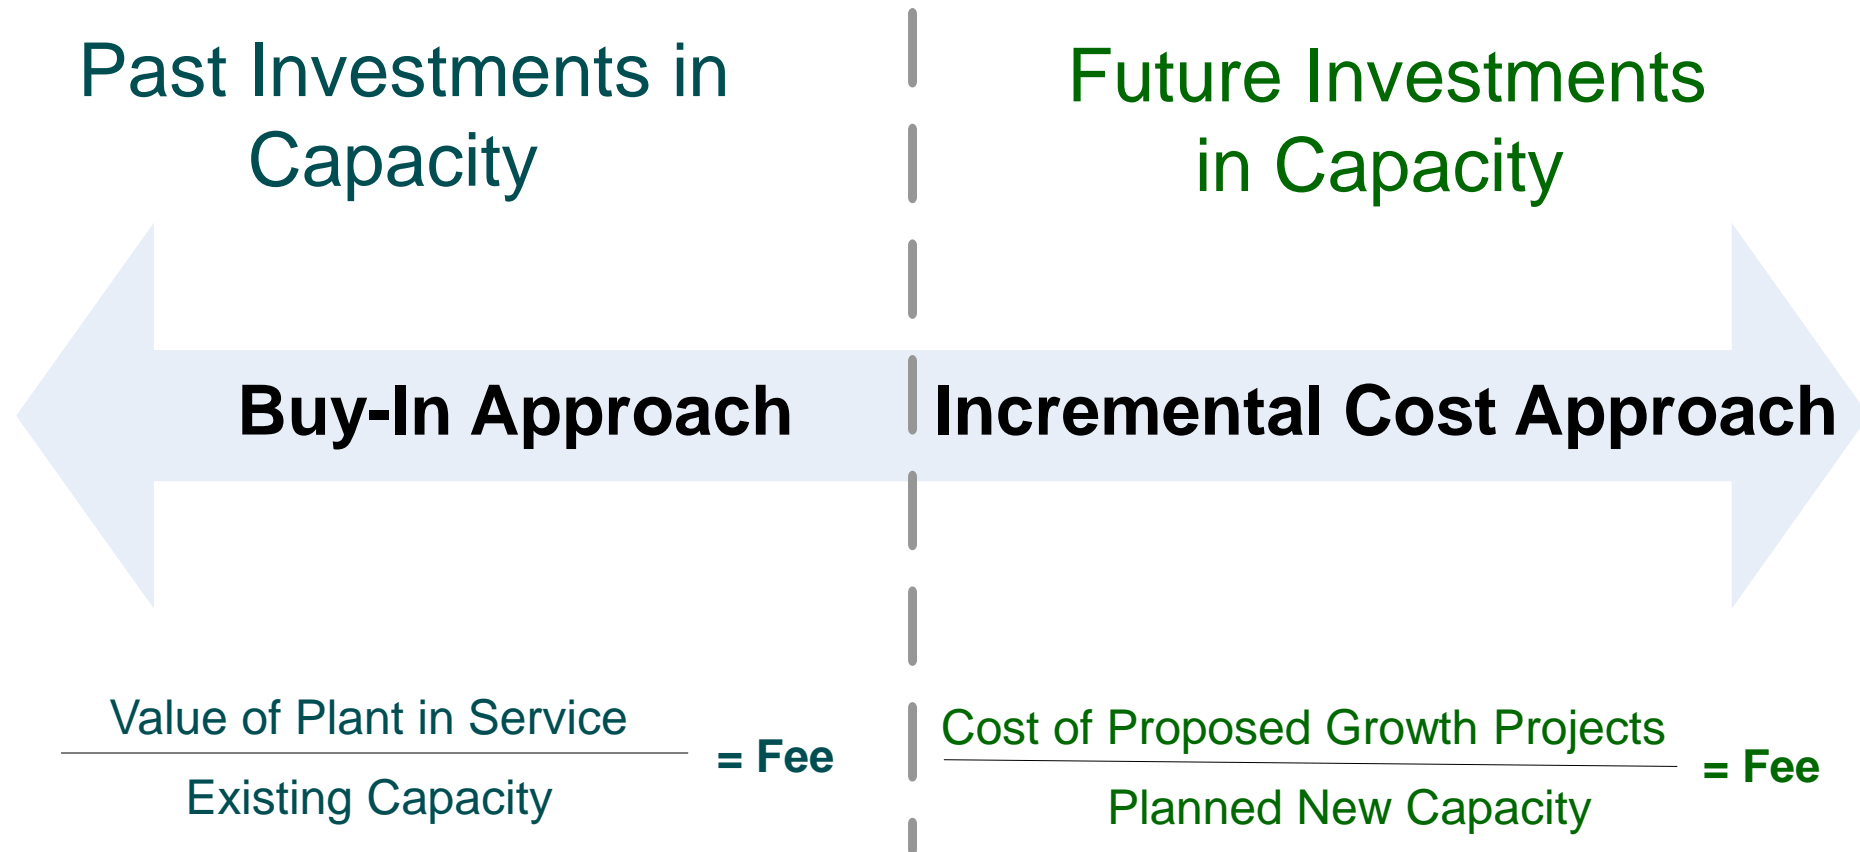 Past Investments in
Capacity
Future Investments
in Capacity
Buy-In Approach
Incremental Cost Approach
Value of Plant in Service
Existing Capacity
= Fee
Cost of Proposed Growth Projects
Planned New Capacity
= Fee